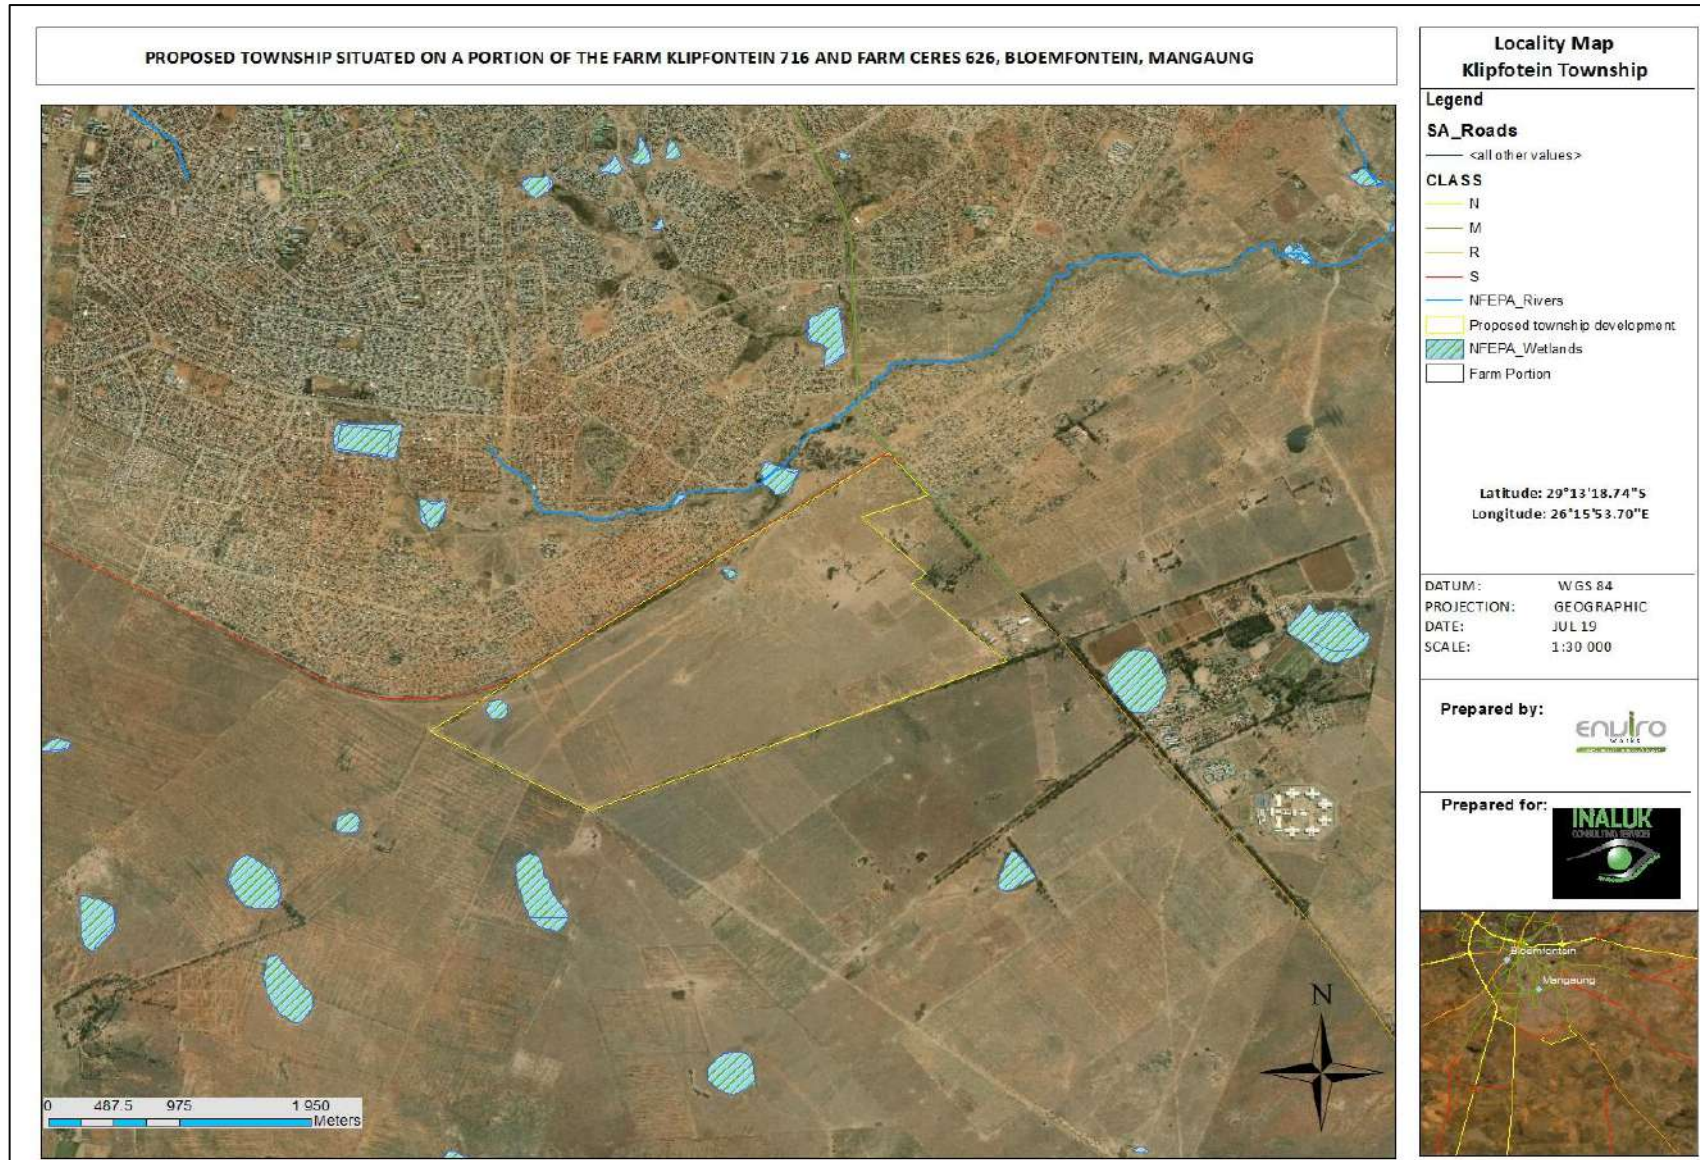 PROPOSED TOWNSHIP SITUATED ON A PORTION OF THE FARM KLIPFONTEIN 716 AND FARM CERES 626, BLOEMFONTEIN, MANGAUNG
Locality Map
Klipfotein Township
Legend
SA_Roads
<all other values>
CLASS
N
M
R
S
NFEPA_Rivers
Proposed township development
NFEPA_Wetlands
Farm Portion
Latitude: 29°13'18.74"S
Longitude: 26°15'53.70"E
DATUM: WGS 84
PROJECTION: GEOGRAPHIC
DATE: JUL 19
SCALE: 1:30 000
Prepared by:
enviro
works
Prepared for:
INALUK
CONSULTING SERVICES
Bloemfontein
Mangaung
N
0 487.5 975 1 950
Meters